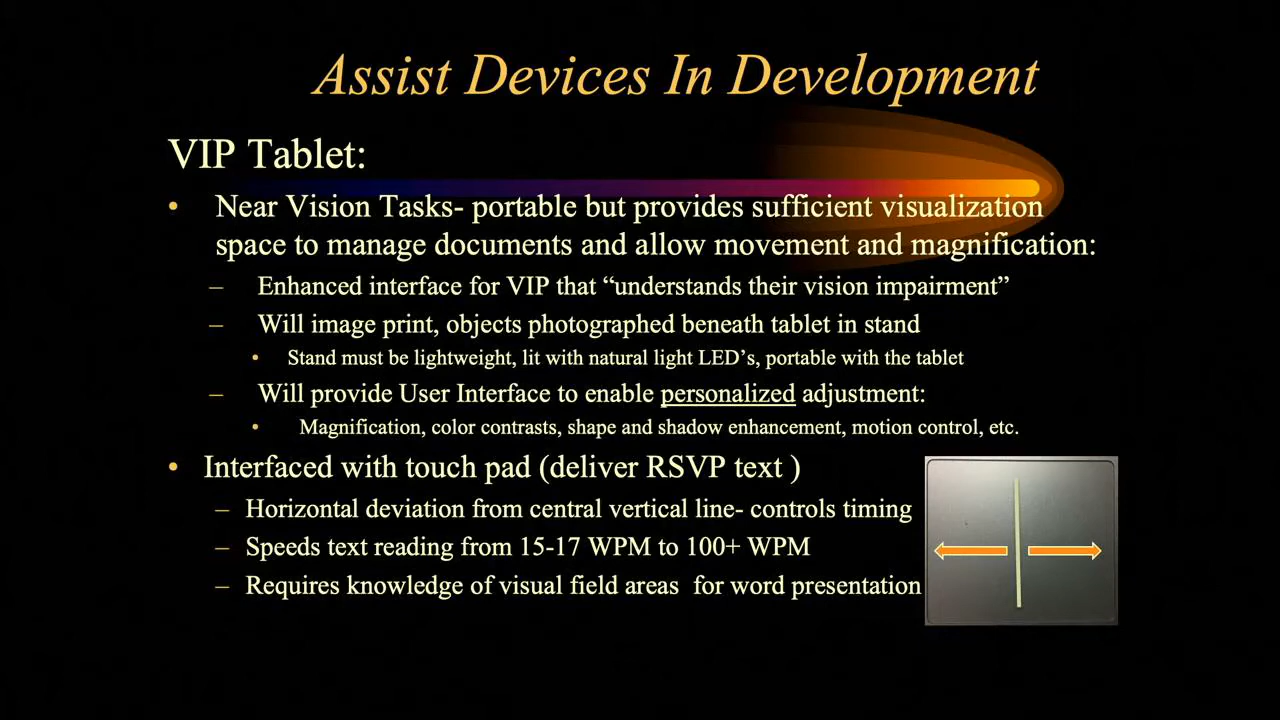 Assist Devices In Development
VIP Tablet:
• Near Vision Tasks- portable but provides sufficient visualization
space to manage documents and allow movement and magnification:
– Enhanced interface for VIP that “understands their vision impairment”
– Will image print, objects photographed beneath tablet in stand
• Stand must be lightweight, lit with natural light LED’s, portable with the tablet
– Will provide User Interface to enable personalized adjustment:
• Magnification, color contrasts, shape and shadow enhancement, motion control, etc.
• Interfaced with touch pad (deliver RSVP text )
– Horizontal deviation from central vertical line- controls timing
– Speeds text reading from 15-17 WPM to 100+ WPM
– Requires knowledge of visual field areas  for word presentation